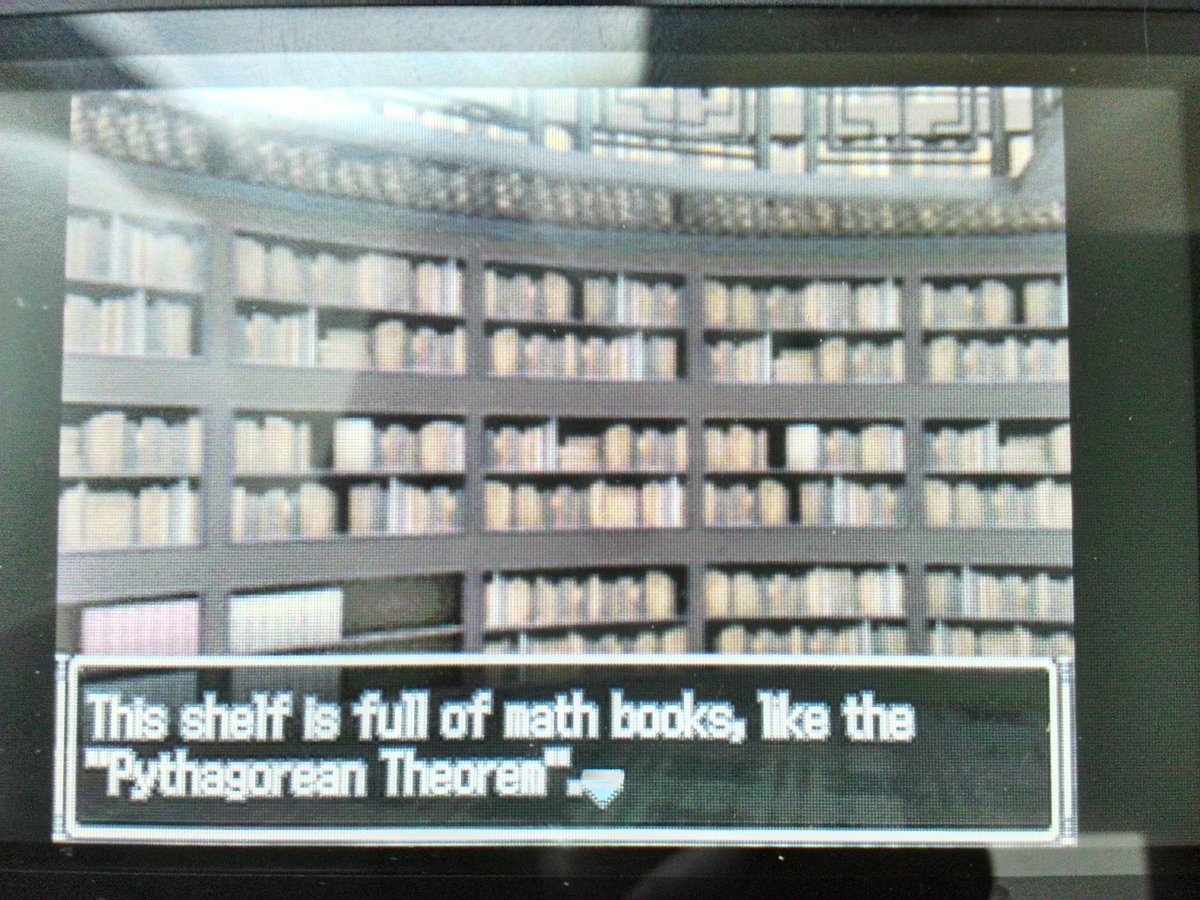 This shelf is full of math books, like the
"Pythagorean Theorem".